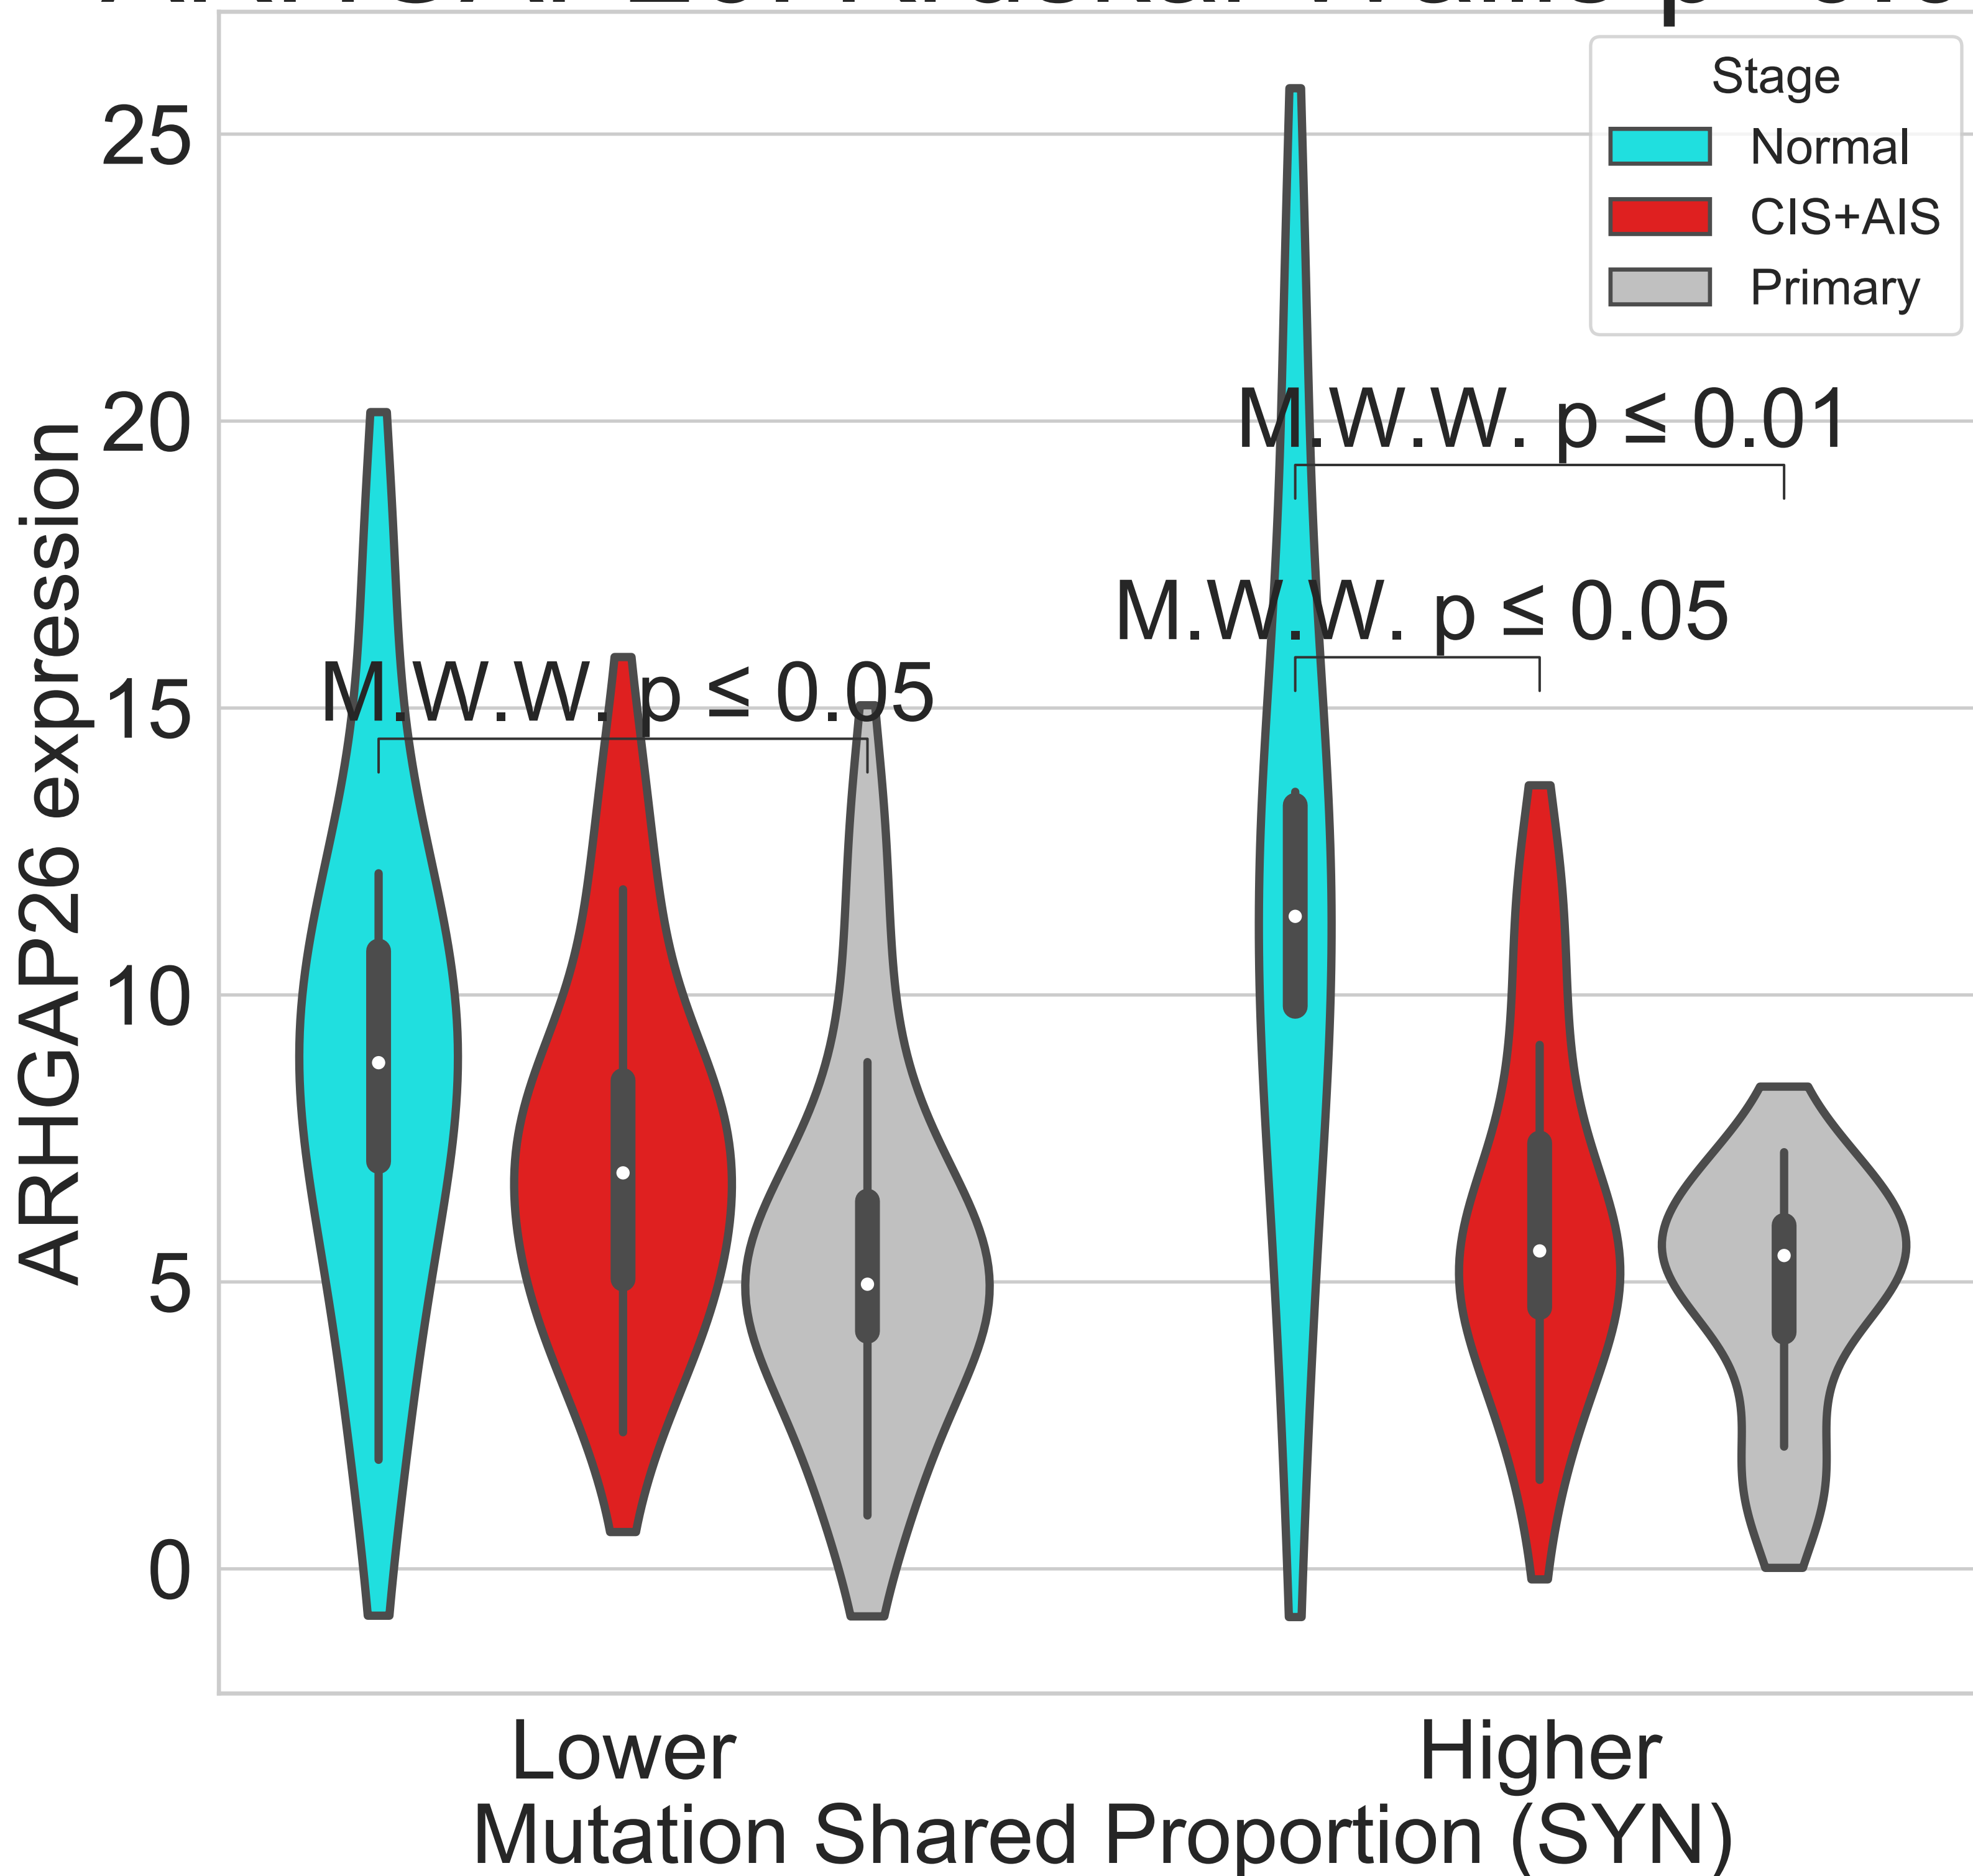 Stage
Normal
CIS+AIS
Primary
25
20
15
10
5
0
ARHGAP26 expression
M.W.W. p ≤ 0.01
M.W.W. p ≤ 0.05
M.W.W. p ≤ 0.05
Lower
Higher
Mutation Shared Proportion (SYN)